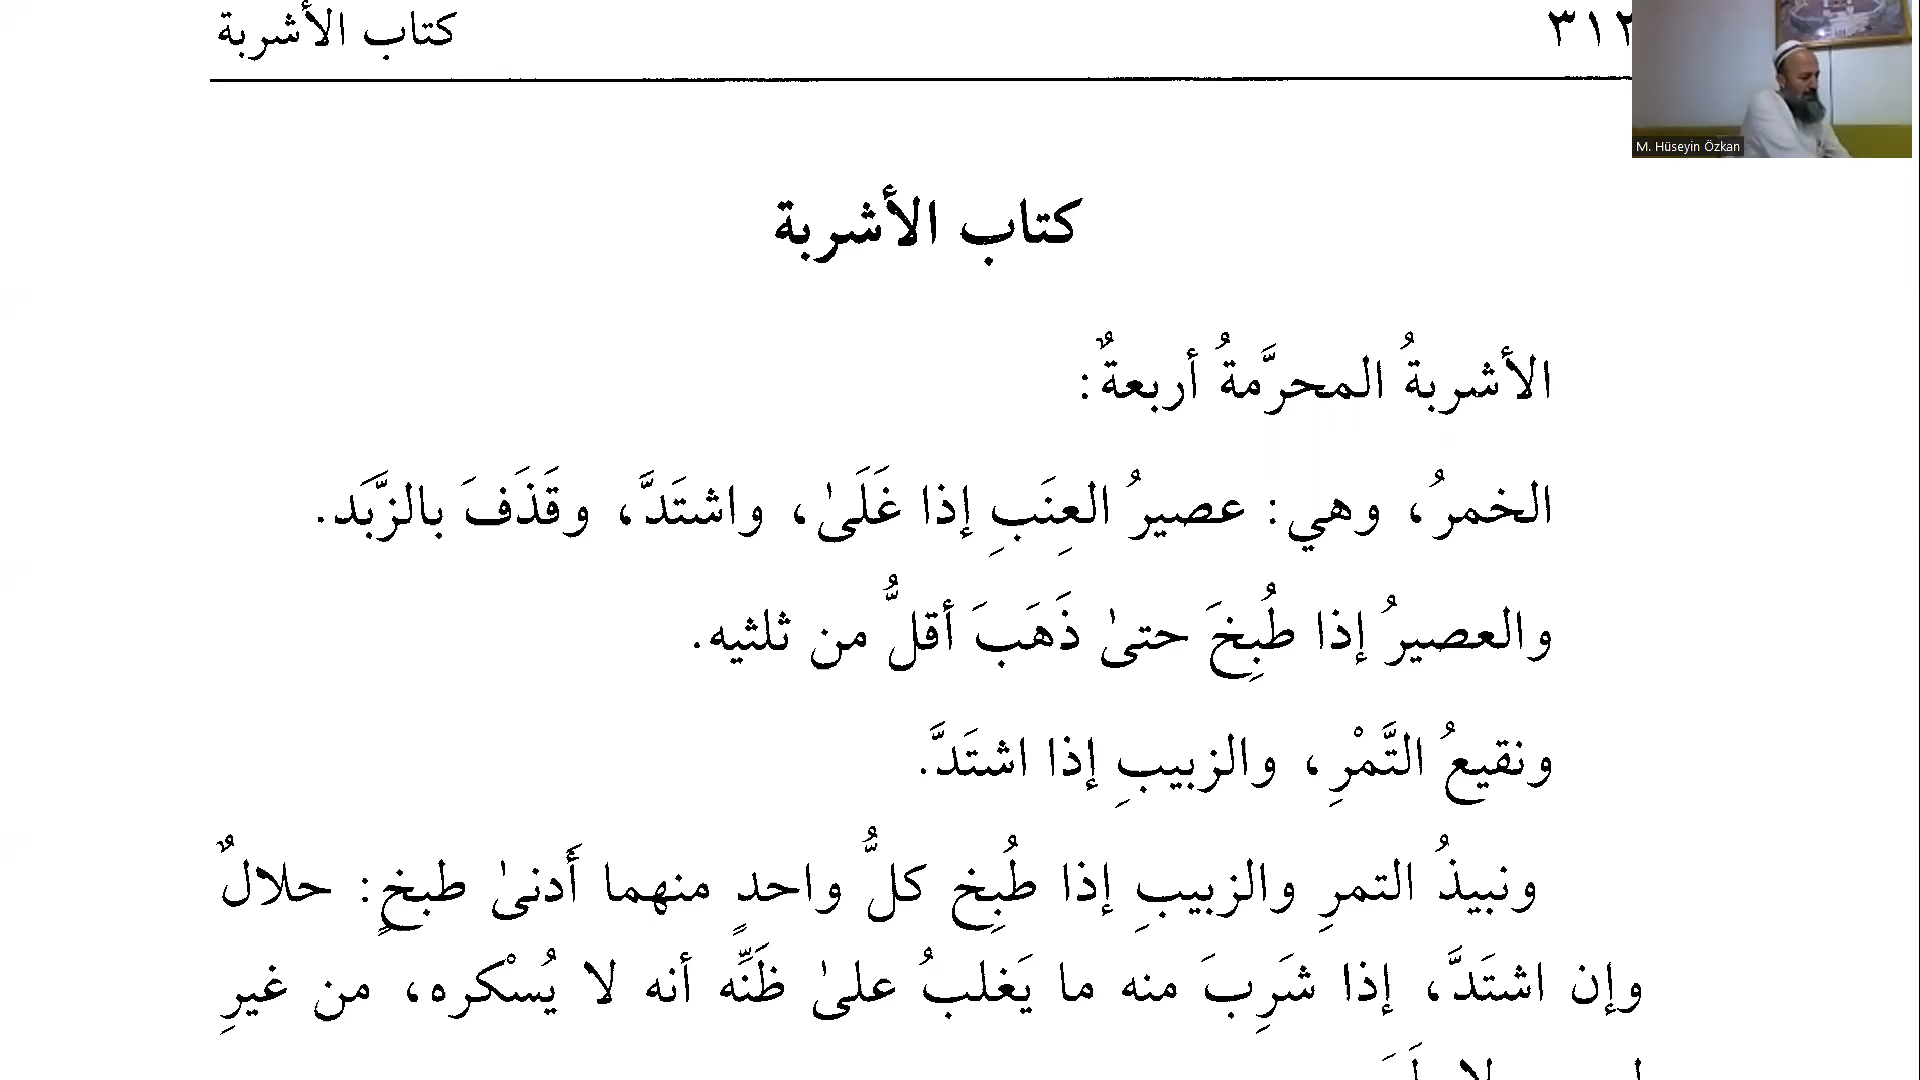 ٣١٢ كتاب الأشربة
M. Hüseyin Özkan
كتاب الأشربة
الأشربةُ المحرَّمةُ أربعةٌ:
الخمرُ، وهي: عصيرُ العِنَبِ إذا غَلَىٰ، واشتَدَّ، وقَذَفَ بالزَّبَد.
والعصيرُ إذا طُبِخَ حتىٰ ذَهَبَ أقلُّ من ثلثيه.
ونقيعُ التَّمْرِ، والزبيبِ إذا اشتَدَّ.
ونبيذُ التمرِ والزبيبِ إذا طُبِخ كلُّ واحدٍ منهما أَدنىٰ طبخٍ: حلالٌ
وإن اشتَدَّ، إذا شَرِبَ منه ما يَغلبُ علىٰ ظَنِّه أنه لا يُسْكره، من غيرِ